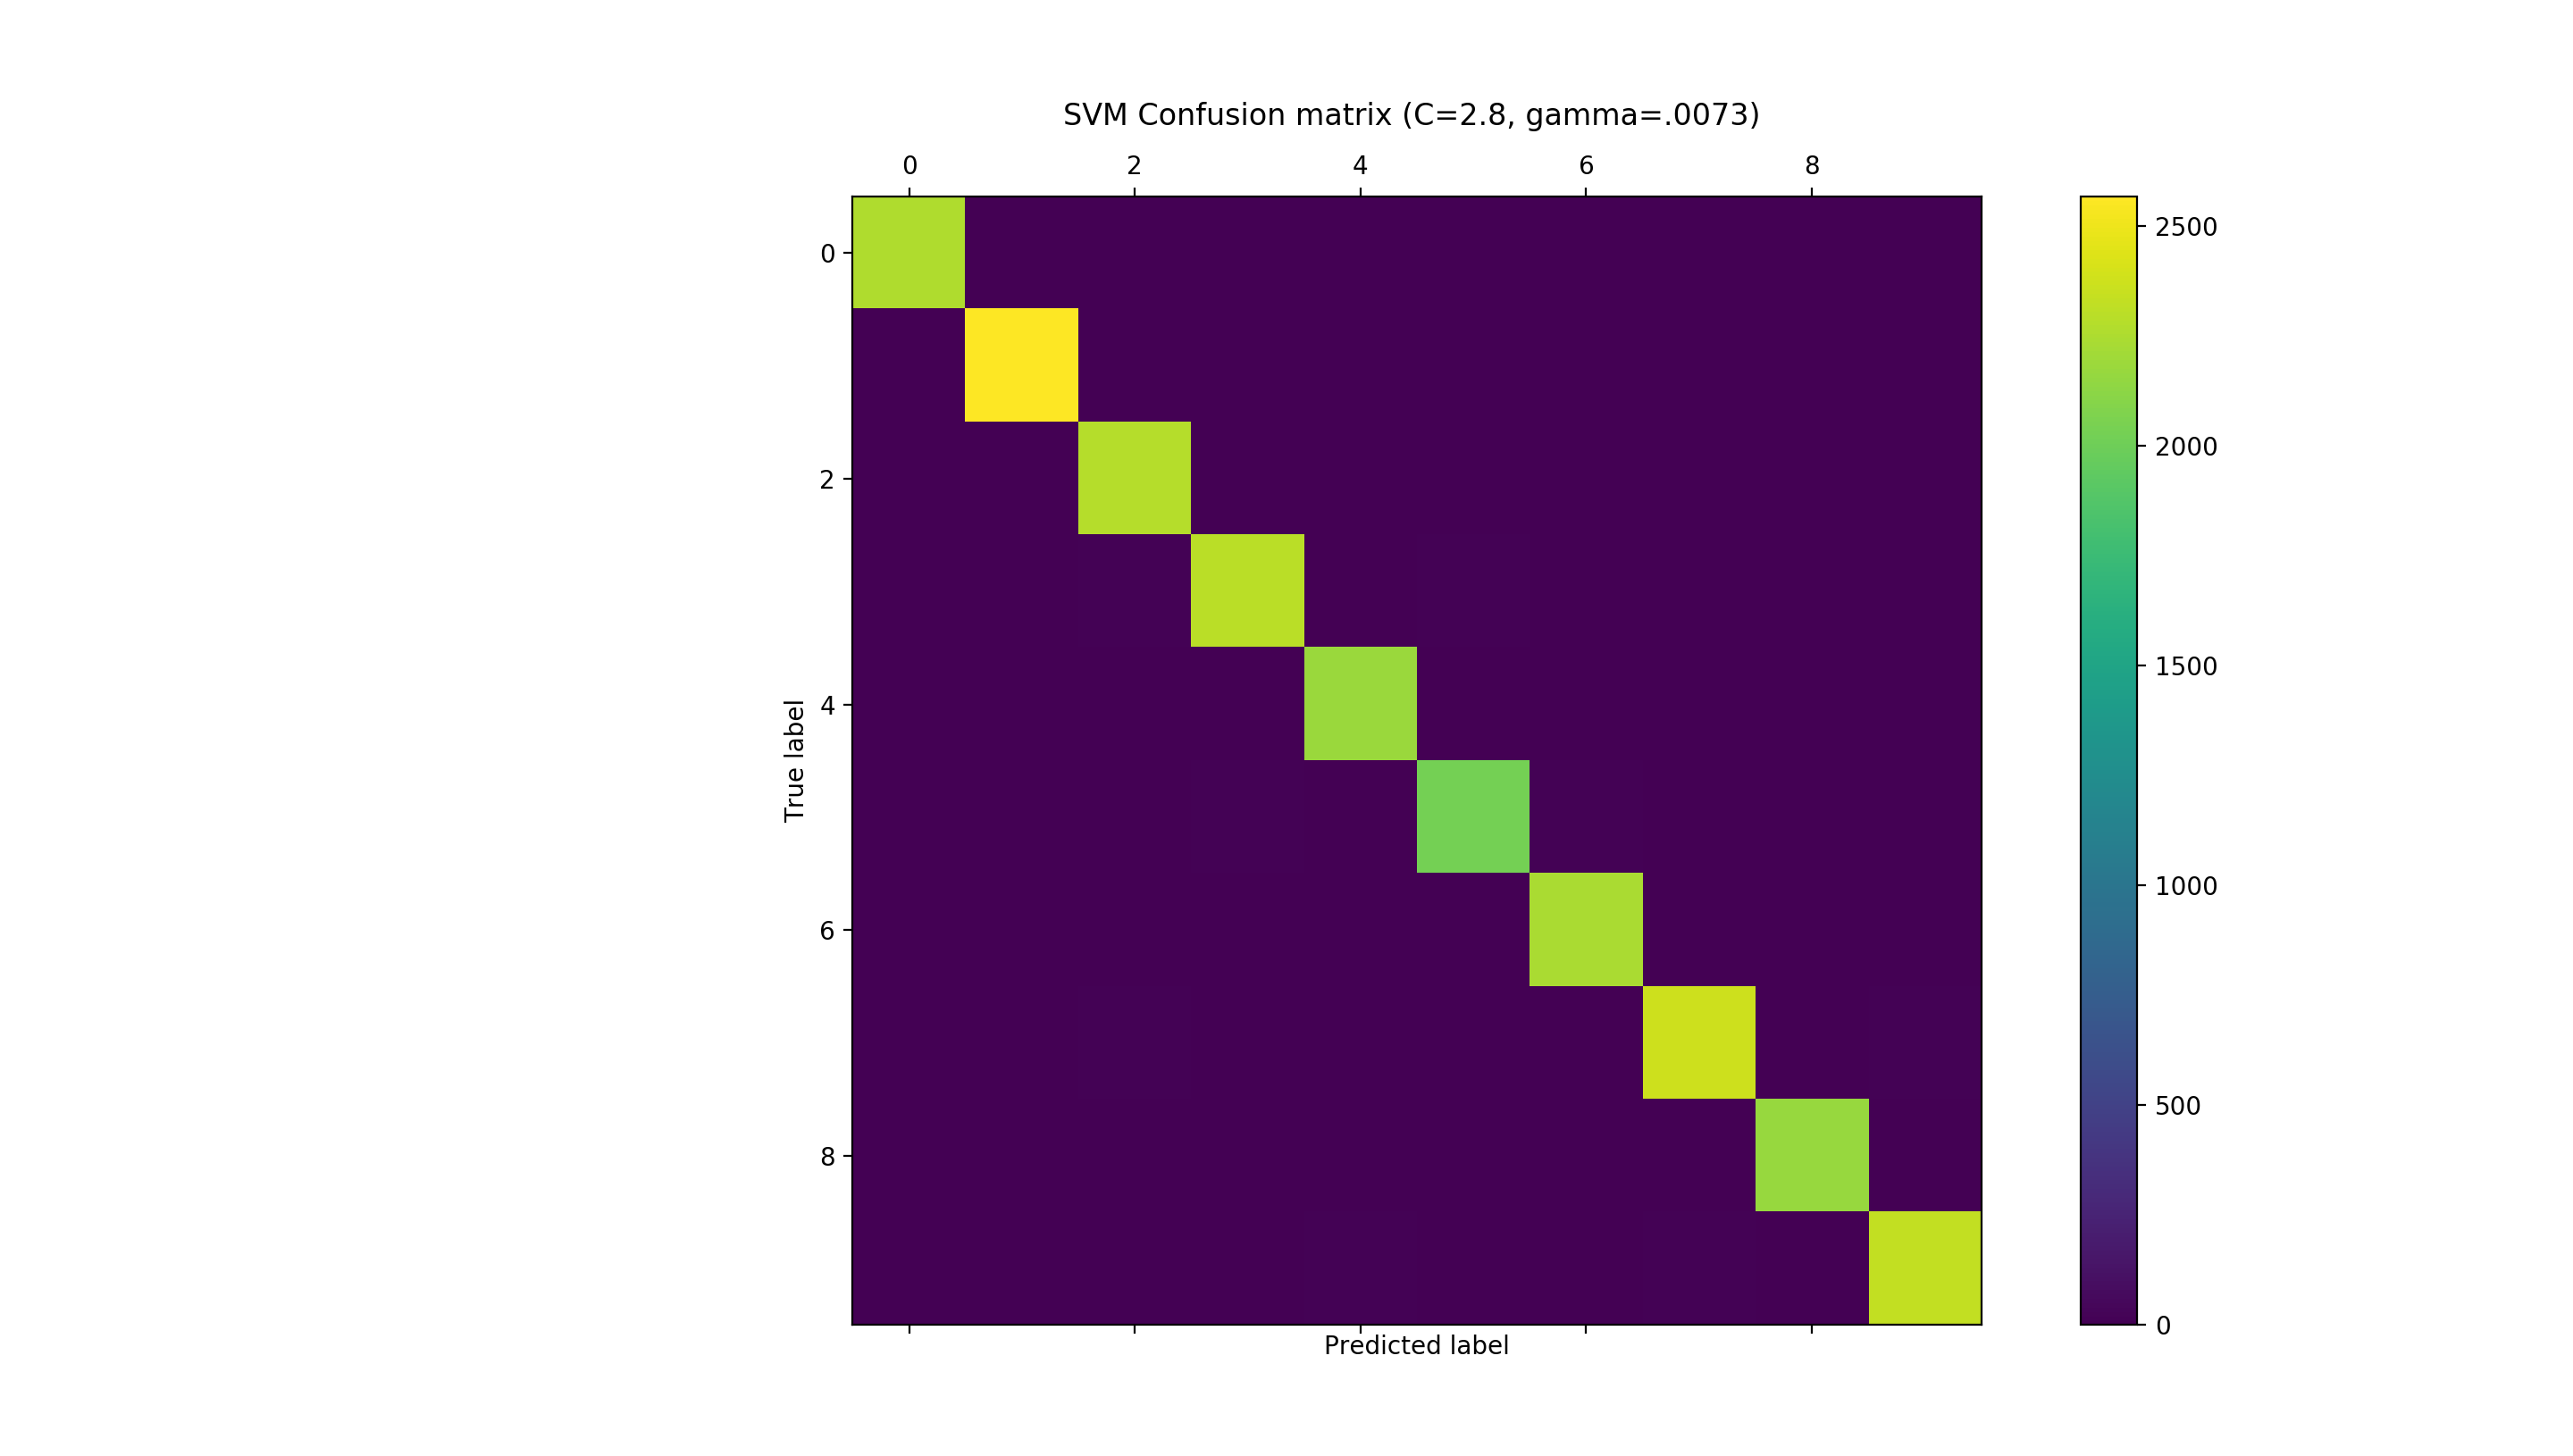 SVM Confusion matrix (C=2.8, gamma=.0073)
0 2 4 6 8
0
2
4
6
8
True label
Predicted label
2500
2000
1500
1000
500
0